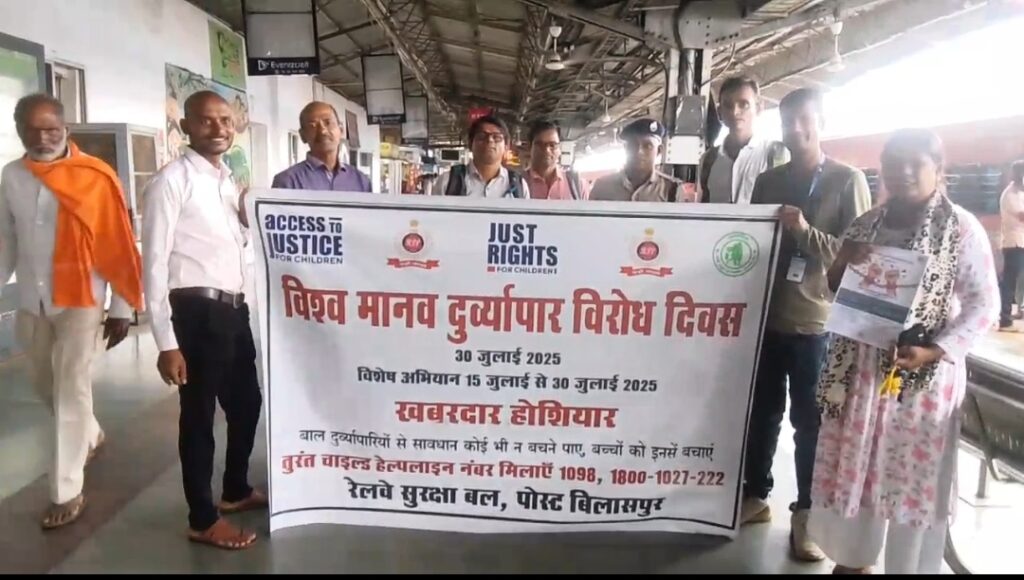 Eventzult
ACCESS TO
JUSTICE
FOR CHILDREN
JUST
RIGHTS
FOR CHILDREN
विश्व मानव दुर्व्यापार विरोध दिवस
30 जुलाई 2025
विशेष अभियान 15 जुलाई से 30 जुलाई 2025
खबरदार होशियार
बाल दुर्व्यापारियों से सावधान कोई भी न बचने पाए, बच्चों को इनसें बचाएं
तुरंत चाइल्ड हेल्पलाइन नंबर मिलाएँ 1098, 1800-1027-222
रेलवे सुरक्षा बल, पोस्ट बिलासपुर